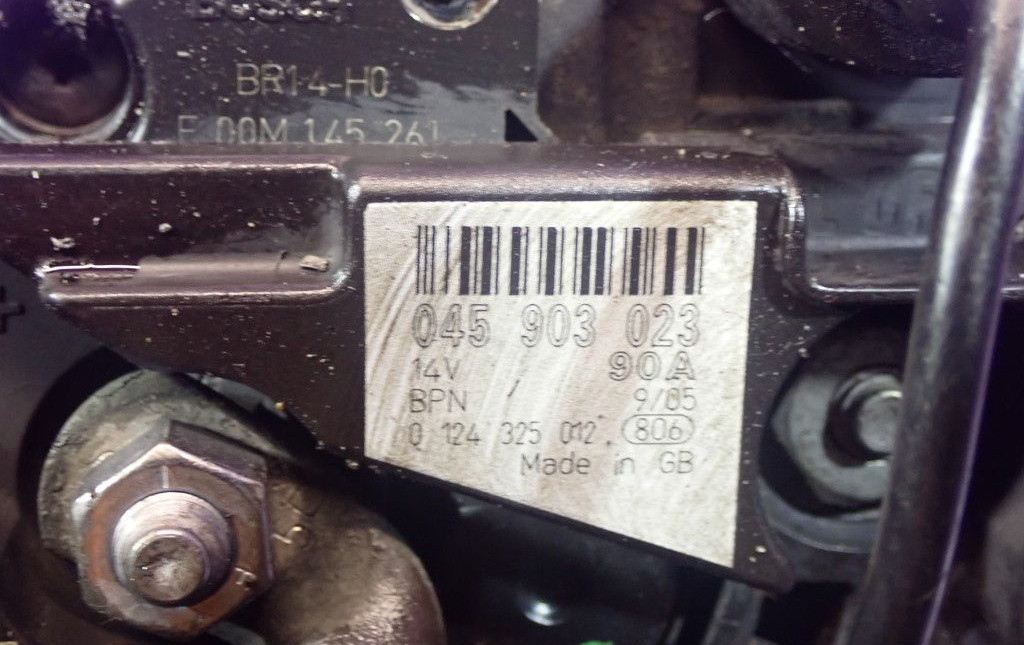 BOSCH
BR14-H0
F 00M 145 261
045 903 023
14V 90A
BPN / 9/05
0 124 325 012 806
Made in GB